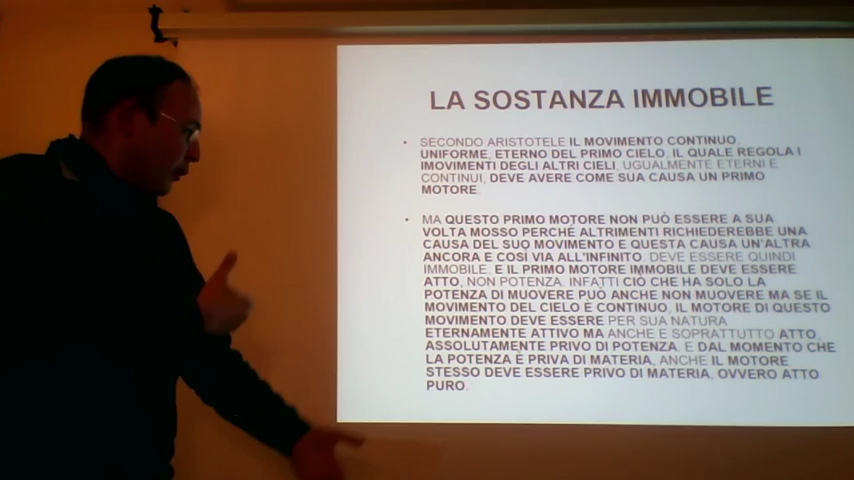 LA SOSTANZA IMMOBILE
• SECONDO ARISTOTELE IL MOVIMENTO CONTINUO,
UNIFORME, ETERNO DEL PRIMO CIELO, IL QUALE REGOLA I
IMOVIMENTI DEGLI ALTRI CIELI, UGUALMENTE ETERNI E
CONTINUI, DEVE AVERE COME SUA CAUSA UN PRIMO
MOTORE.
• MA QUESTO PRIMO MOTORE NON PUÒ ESSERE A SUA
VOLTA MOSSO PERCHÉ ALTRIMENTI RICHIEDEREBBE UNA
CAUSA DEL SUO MOVIMENTO E QUESTA CAUSA UN'ALTRA
ANCORA E COSÌ VIA ALL'INFINITO. DEVE ESSERE QUINDI
IMMOBILE. E IL PRIMO MOTORE IMMOBILE DEVE ESSERE
ATTO, NON POTENZA. INFATTI CIÒ CHE HA SOLO LA
POTENZA DI MUOVERE PUÒ ANCHE NON MUOVERE MA SE IL
MOVIMENTO DEL CIELO È CONTINUO, IL MOTORE DI QUESTO
MOVIMENTO DEVE ESSERE PER SUA NATURA
ETERNAMENTE ATTIVO MA ANCHE E SOPRATTUTTO ATTO,
ASSOLUTAMENTE PRIVO DI POTENZA. E DAL MOMENTO CHE
LA POTENZA È PRIVA DI MATERIA, ANCHE IL MOTORE
STESSO DEVE ESSERE PRIVO DI MATERIA, OVVERO ATTO
PURO.